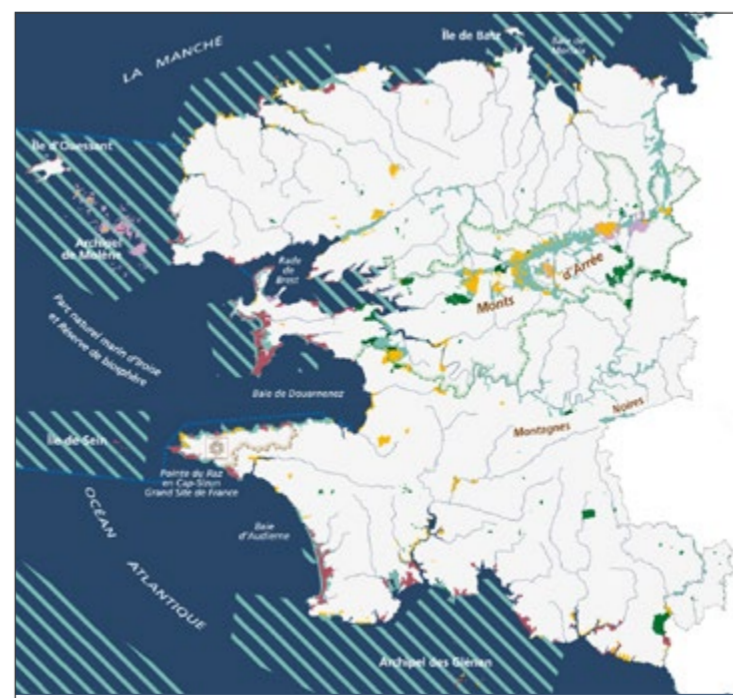 Île de Batz
Baie de
Morlaix
LA MANCHE
Île d'Ouessant
Archipel
de Molène
Rade
de
Brest
Monts
d'Arrée
Parc naturel marin d'Iroise
et Réserve de biosphère
Baie de Douarnenez
Montagnes
Noires
Île de Sein
Pointe du Raz
en Cap-Sizun
Grand Site de France
OCÉAN
ATLANTIQUE
Baie
d'Audierne
Archipel des Glénan